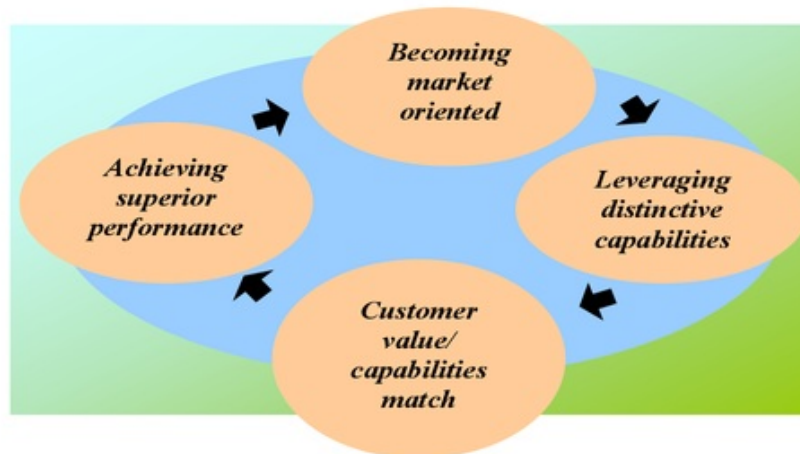 Becoming
market
oriented
Achieving
superior
performance
Leveraging
distinctive
capabilities
Customer
value/
capabilities
match